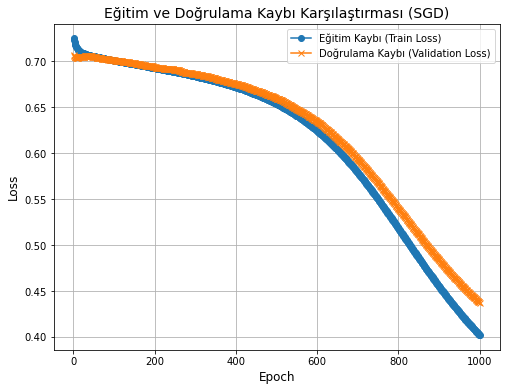 Eğitim ve Doğrulama Kaybı Karşılaştırması (SGD)
Eğitim Kaybı (Train Loss)
Doğrulama Kaybı (Validation Loss)
Loss
0.70
0.65
0.60
0.55
0.50
0.45
0.40
0 200 400 600 800 1000
Epoch